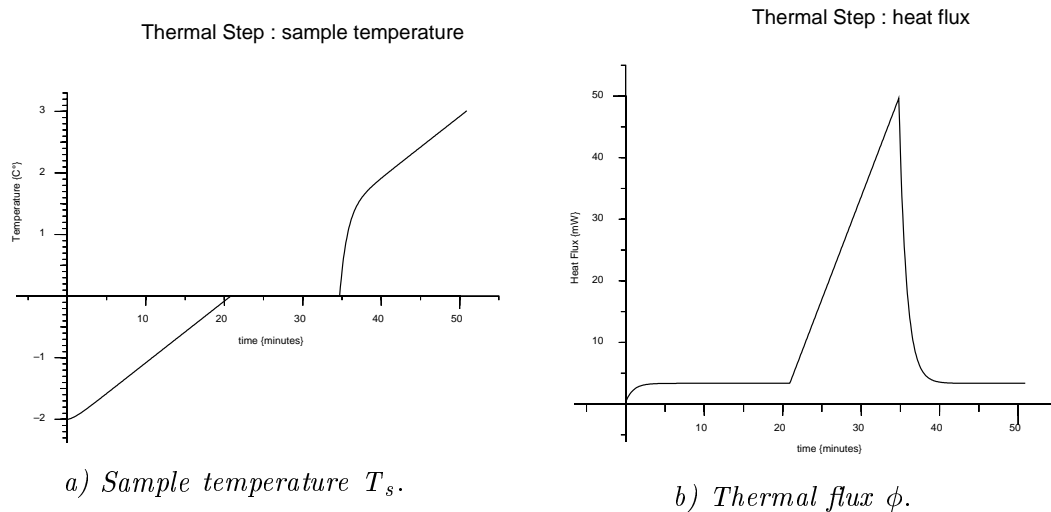 Thermal Step : sample temperature
Temperature {C°}
3
2
1
−1
−2
10
20
30
40
50
time {minutes}
a) Sample temperature Ts.
Thermal Step : heat flux
Heat Flux {mW}
50
40
30
20
10
10
20
30
40
50
time {minutes}
b) Thermal flux ϕ.